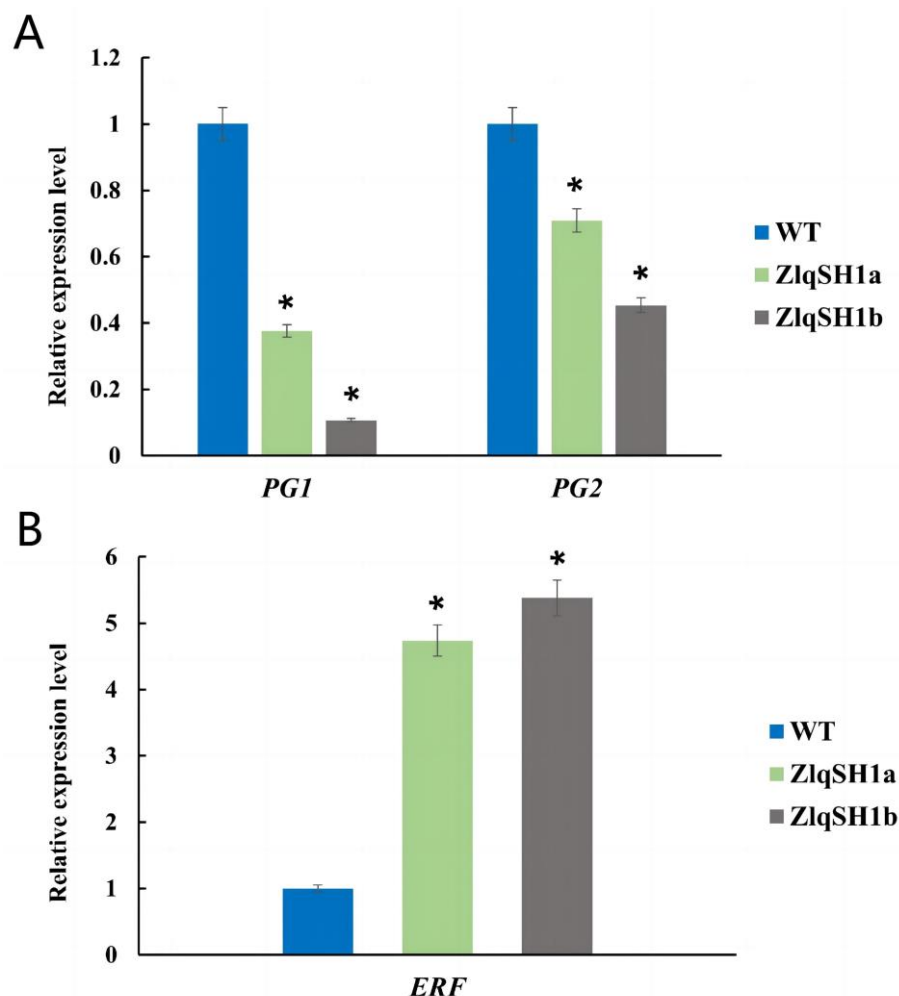 A
Relative expression level
1.2
1
0.8
0.6
0.4
0.2
0
*
*
*
*
PG1
PG2
WT
ZlqSH1a
ZlqSH1b
B
Relative expression level
6
5
4
3
2
1
0
*
*
ERF
WT
ZlqSH1a
ZlqSH1b